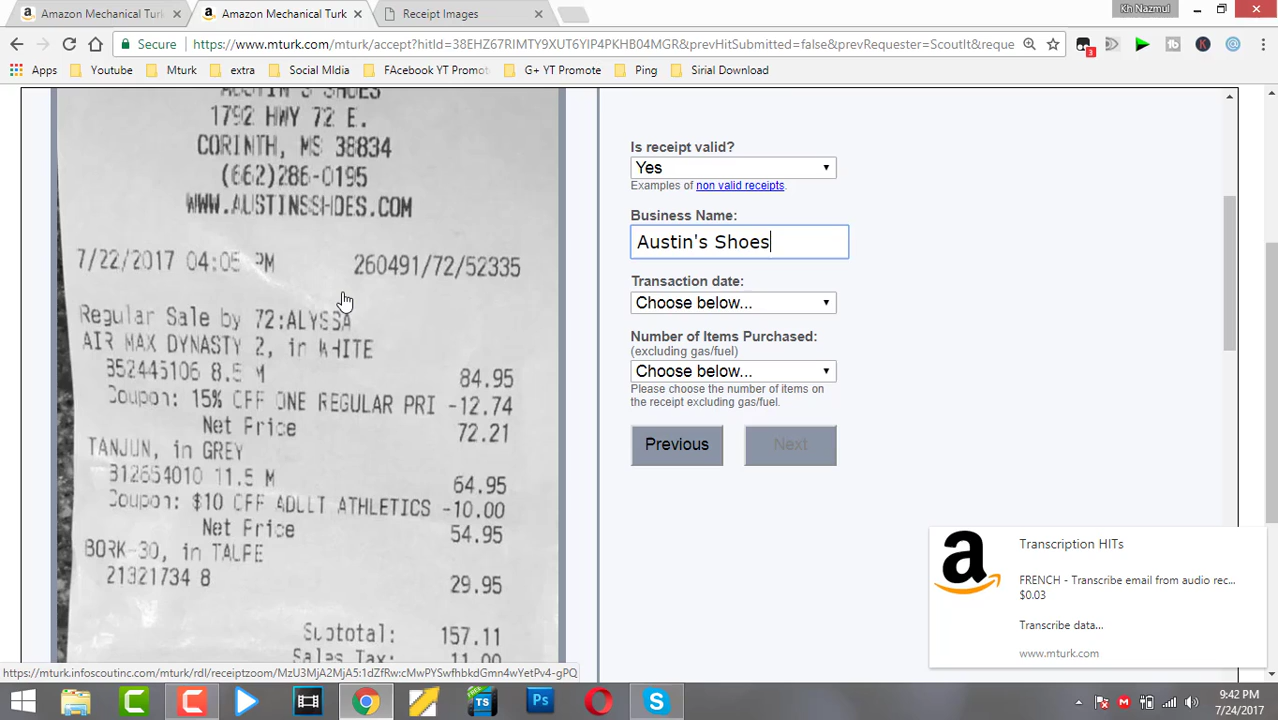 Amazon Mechanical Turk
Amazon Mechanical Turk
Receipt Images
Kh Nazmul
Secure
https://www.mturk.com/mturk/accept?hitId=38EHZ67RIMTY9XUT6YIP4PKHB04MGR&prevHitSubmitted=false&prevRequester=ScoutIt&reque
3
Apps
Youtube
Mturk
extra
Social MIdia
FAcebook YT Promot
G+ YT Promote
Ping
Sirial Download
AUSTIN'S SHOES
1792 HWY 72 E.
CORINTH, MS 38834
(662)286-0195
WWW.AUSTINSSHOES.COM
7/22/2017 04:05 PM 260491/72/52335
Regular Sale by 72:ALYSSA
AIR MAX DYNASTY 2, in WHITE
352445106 8.5 M 84.95
Coupon: 15% OFF ONE REGULAR PRI -12.74
Net Price 72.21
TANJUN, in GREY
812654010 11.5 M 64.95
Coupon: $10 OFF ADULT ATHLETICS -10.00
Net Price 54.95
BORK-30, in TAUPE
21321734 8 29.95
Subtotal: 157.11
Sales Tax: 11.00
Is receipt valid?
Yes
Examples of non valid receipts.
Business Name:
Austin's Shoes
Transaction date:
Choose below...
Number of Items Purchased:
(excluding gas/fuel)
Choose below...
Please choose the number of items on
the receipt excluding gas/fuel.
Previous
Next
a
Transcription HITs
FRENCH - Transcribe email from audio rec...
$0.03
Transcribe data...
www.mturk.com
https://mturk.infoscoutinc.com/mturk/rdl/receiptzoom/MzU3MjA2MjA5:1dZfRw:cMwPYSwfhbkdGmn4wYetPv4-gPQ
9:42 PM
7/24/2017